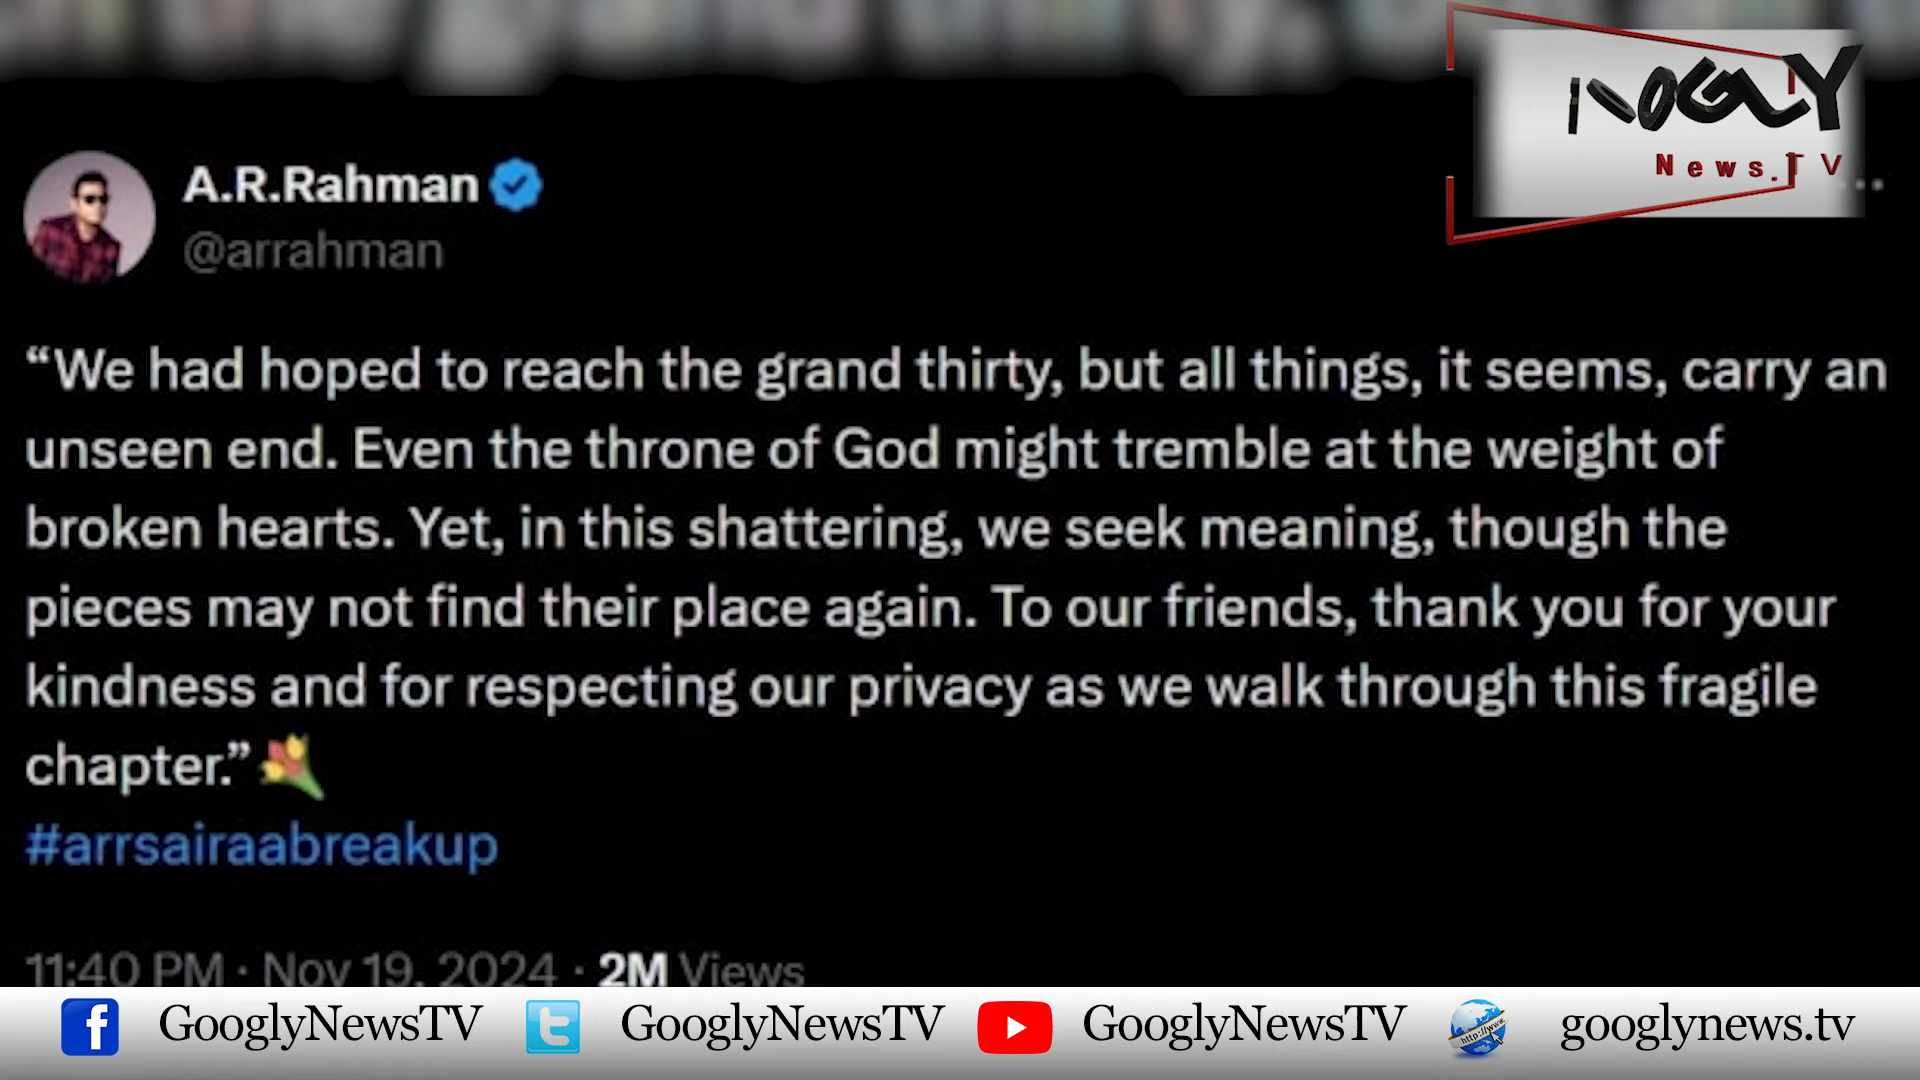 GOOGLY
News.TV
A.R.Rahman
@arrahman
“We had hoped to reach the grand thirty, but all things, it seems, carry an
unseen end. Even the throne of God might tremble at the weight of
broken hearts. Yet, in this shattering, we seek meaning, though the
pieces may not find their place again. To our friends, thank you for your
kindness and for respecting our privacy as we walk through this fragile
chapter.” 💐
#arrsairaabreakup
11:40 PM · Nov 19, 2024 · 2M Views
GooglyNewsTV GooglyNewsTV GooglyNewsTV googlynews.tv